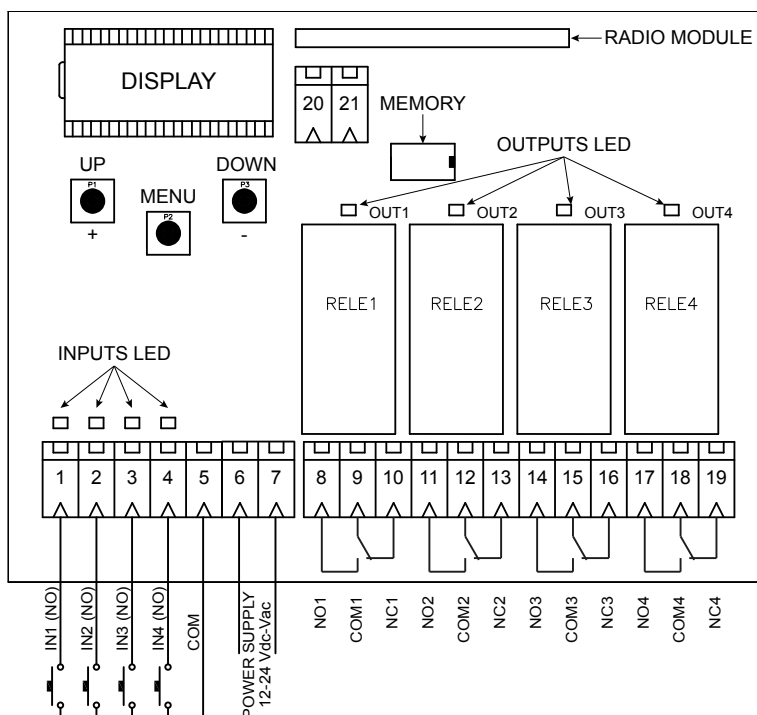 RADIO MODULE
DISPLAY
20 21
MEMORY
OUTPUTS LED
UP
DOWN
MENU
P1
P2
P3
+
-
OUT1
OUT2
OUT3
OUT4
RELE1
RELE2
RELE3
RELE4
INPUTS LED
1 2 3 4 5 6 7 8 9 10 11 12 13 14 15 16 17 18 19
IN1 (NO)
IN2 (NO)
IN3 (NO)
IN4 (NO)
COM
POWER SUPPLY
12-24 Vdc-Vac
NO1
COM1
NC1
NO2
COM2
NC2
NO3
COM3
NC3
NO4
COM4
NC4